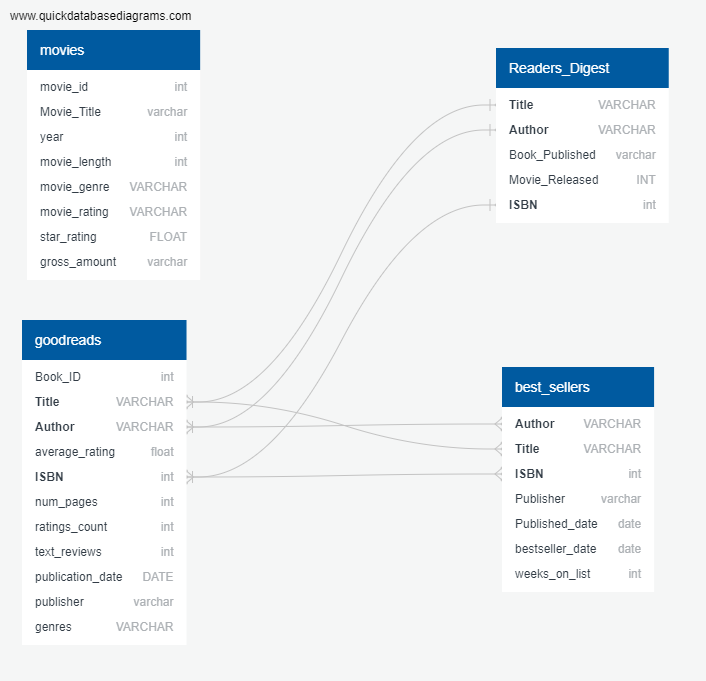 www.quickdatabasediagrams.com
movies
movie_id int
Movie_Title varchar
year int
movie_length int
movie_genre VARCHAR
movie_rating VARCHAR
star_rating FLOAT
gross_amount varchar
Readers_Digest
Title VARCHAR
Author VARCHAR
Book_Published varchar
Movie_Released INT
ISBN int
goodreads
Book_ID int
Title VARCHAR
Author VARCHAR
average_rating float
ISBN int
num_pages int
ratings_count int
text_reviews int
publication_date DATE
publisher varchar
genres VARCHAR
best_sellers
Author VARCHAR
Title VARCHAR
ISBN int
Publisher varchar
Published_date date
bestseller_date date
weeks_on_list int